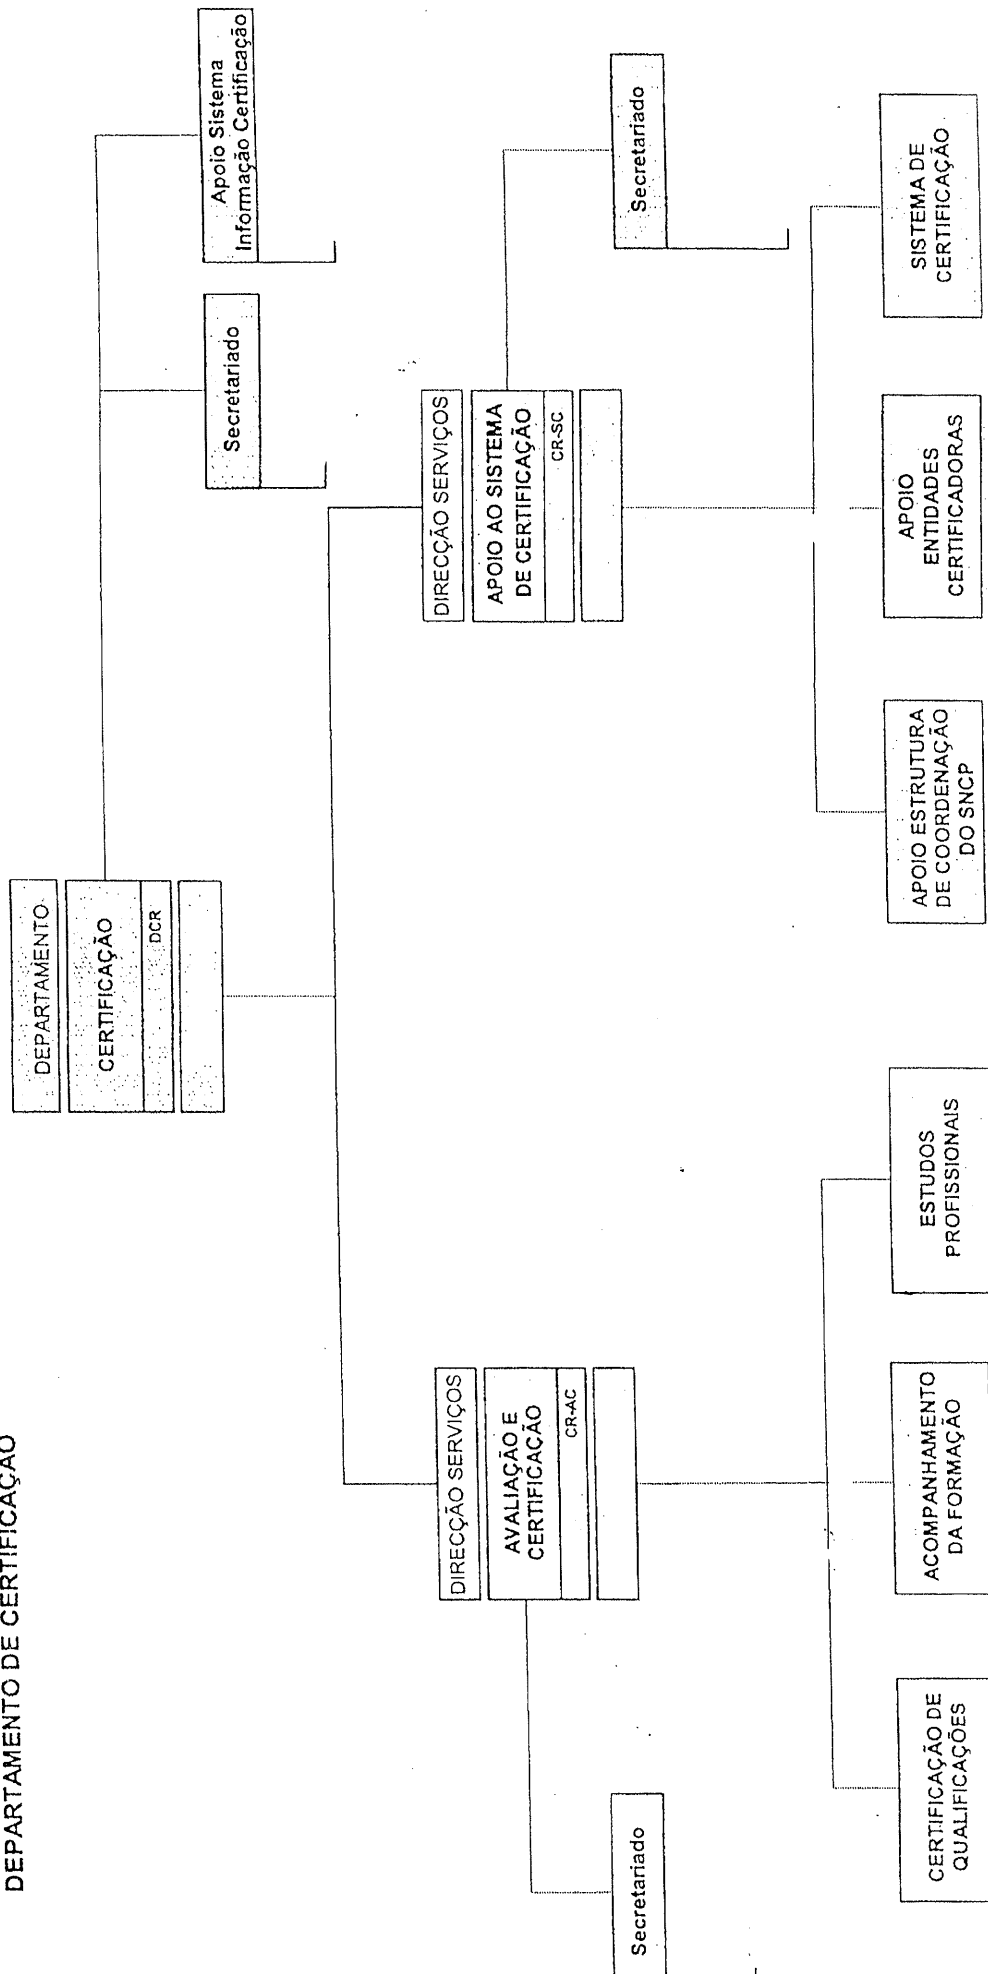 DEPARTAMENTO DE CERTIFICAÇÃO
DEPARTAMENTO
CERTIFICAÇÃO
DCR
Secretariado
Apoio Sistema
Informação Certificação
DIRECÇÃO SERVIÇOS
AVALIAÇÃO E
CERTIFICAÇÃO
CR-AC
Secretariado
DIRECÇÃO SERVIÇOS
APOIO AO SISTEMA
DE CERTIFICAÇÃO
CR-SC
Secretariado
CERTIFICAÇÃO DE
QUALIFICAÇÕES
ACOMPANHAMENTO
DA FORMAÇÃO
ESTUDOS
PROFISSIONAIS
APOIO ESTRUTURA
DE COORDENAÇÃO
DO SNCP
APOIO
ENTIDADES
CERTIFICADORAS
SISTEMA DE
CERTIFICAÇÃO